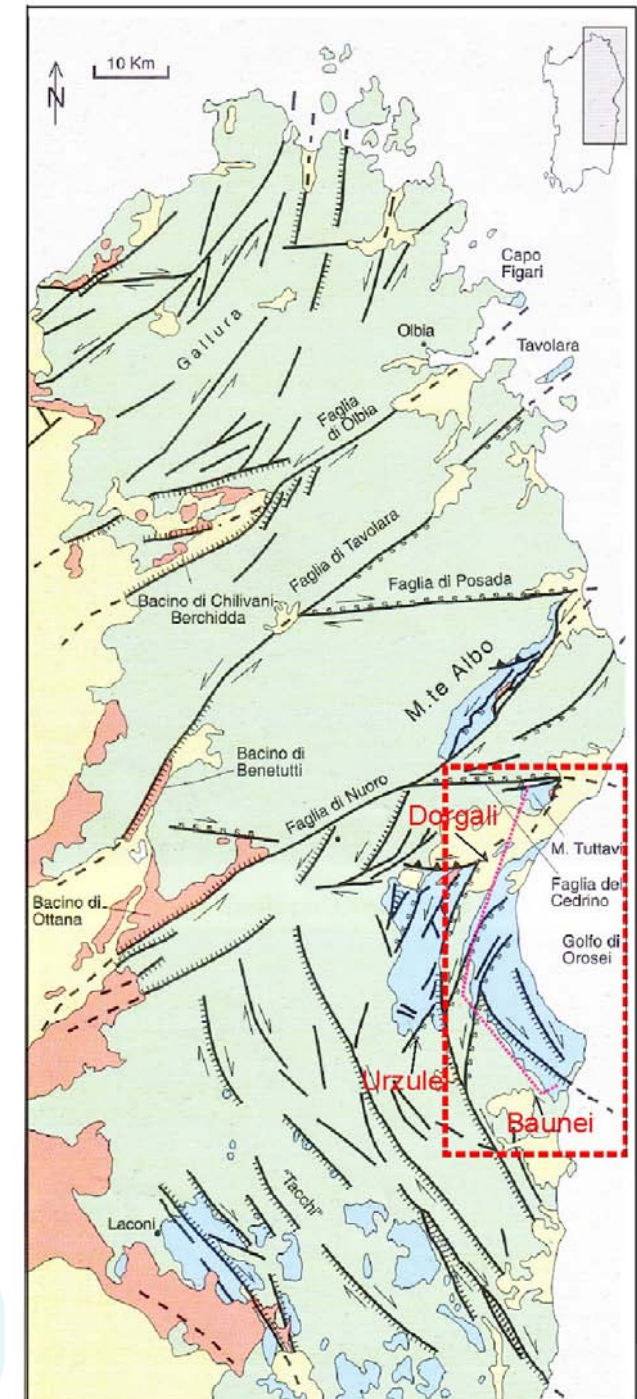 10 Km
N
Capo
Figari
Olbia
Tavolara
Gallura
Faglia
di Olbia
Faglia di Tavolara
Faglia di Posada
Bacino di Chilivani-
Berchidda
M.te Albo
Bacino di
Benetutti
Faglia di Nuoro
Dorgali
M. Tuttavi
Faglia del
Cedrino
Bacino di
Ottana
Golfo di
Orosei
Urzulei
Baunei
"Tacchi"
Laconi